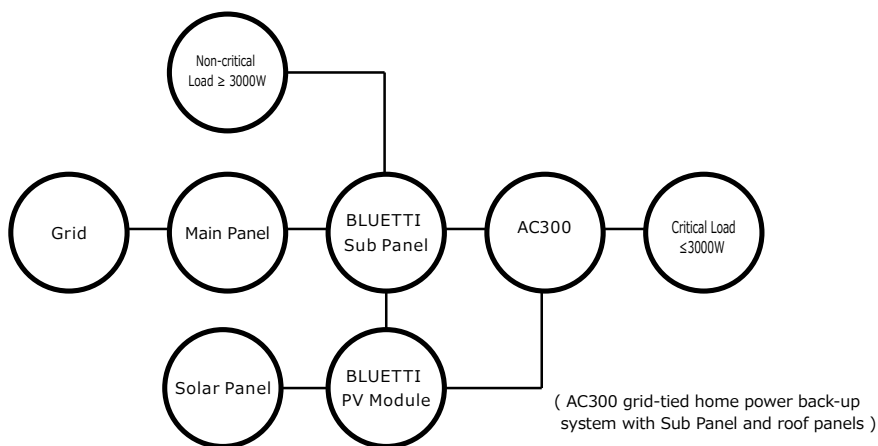 Non-critical
Load ≥ 3000W
Grid
Main Panel
BLUETTI
Sub Panel
AC300
Critical Load
≤3000W
Solar Panel
BLUETTI
PV Module
( AC300 grid-tied home power back-up
system with Sub Panel and roof panels )